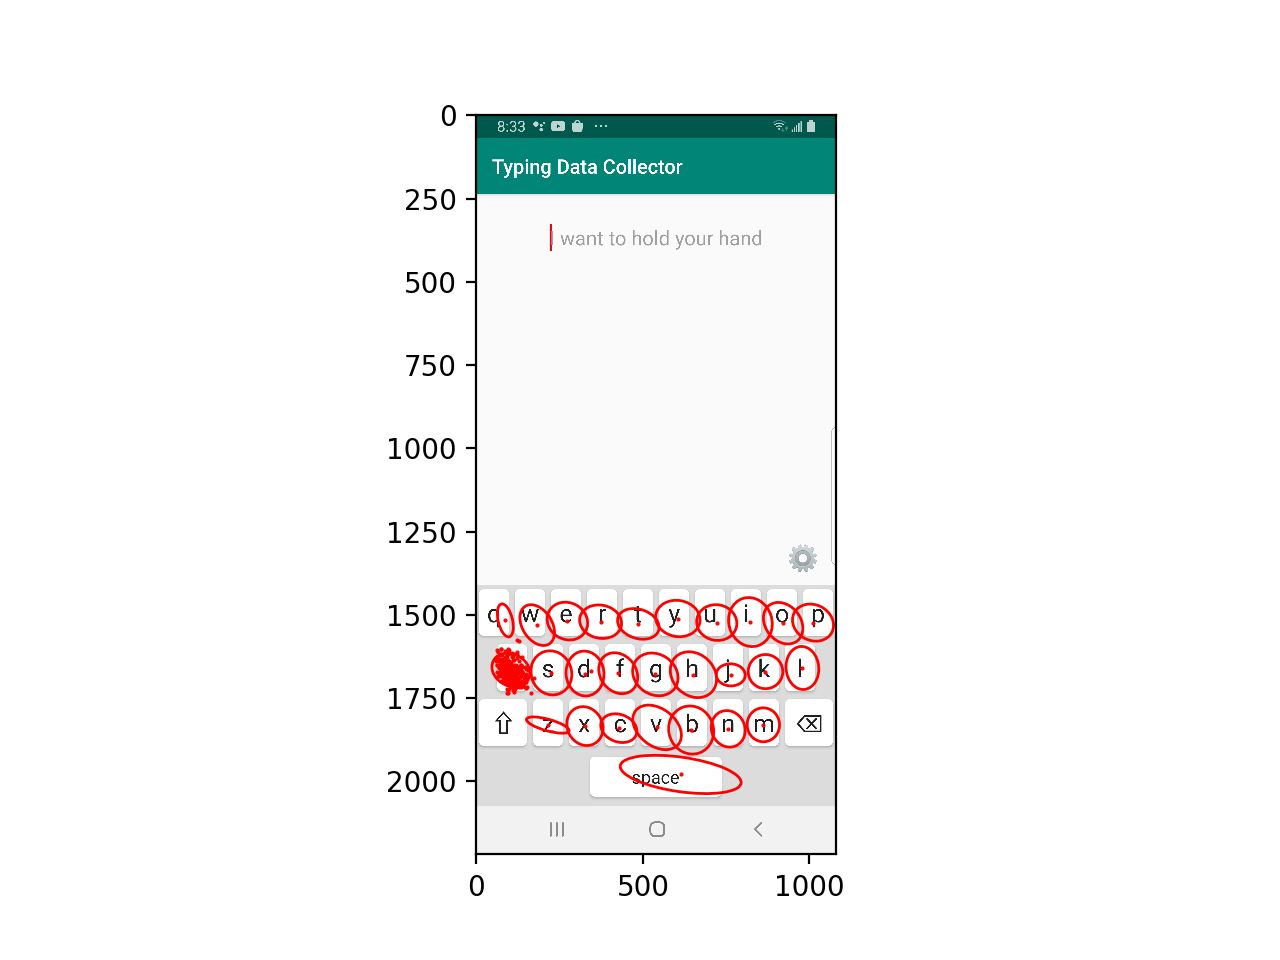 0
250
500
750
1000
1250
1500
1750
2000
8:33
Typing Data Collector
want to hold your hand
q w e r t y u i o p
s d f g h j k l
z x c v b n m
space
0 500 1000